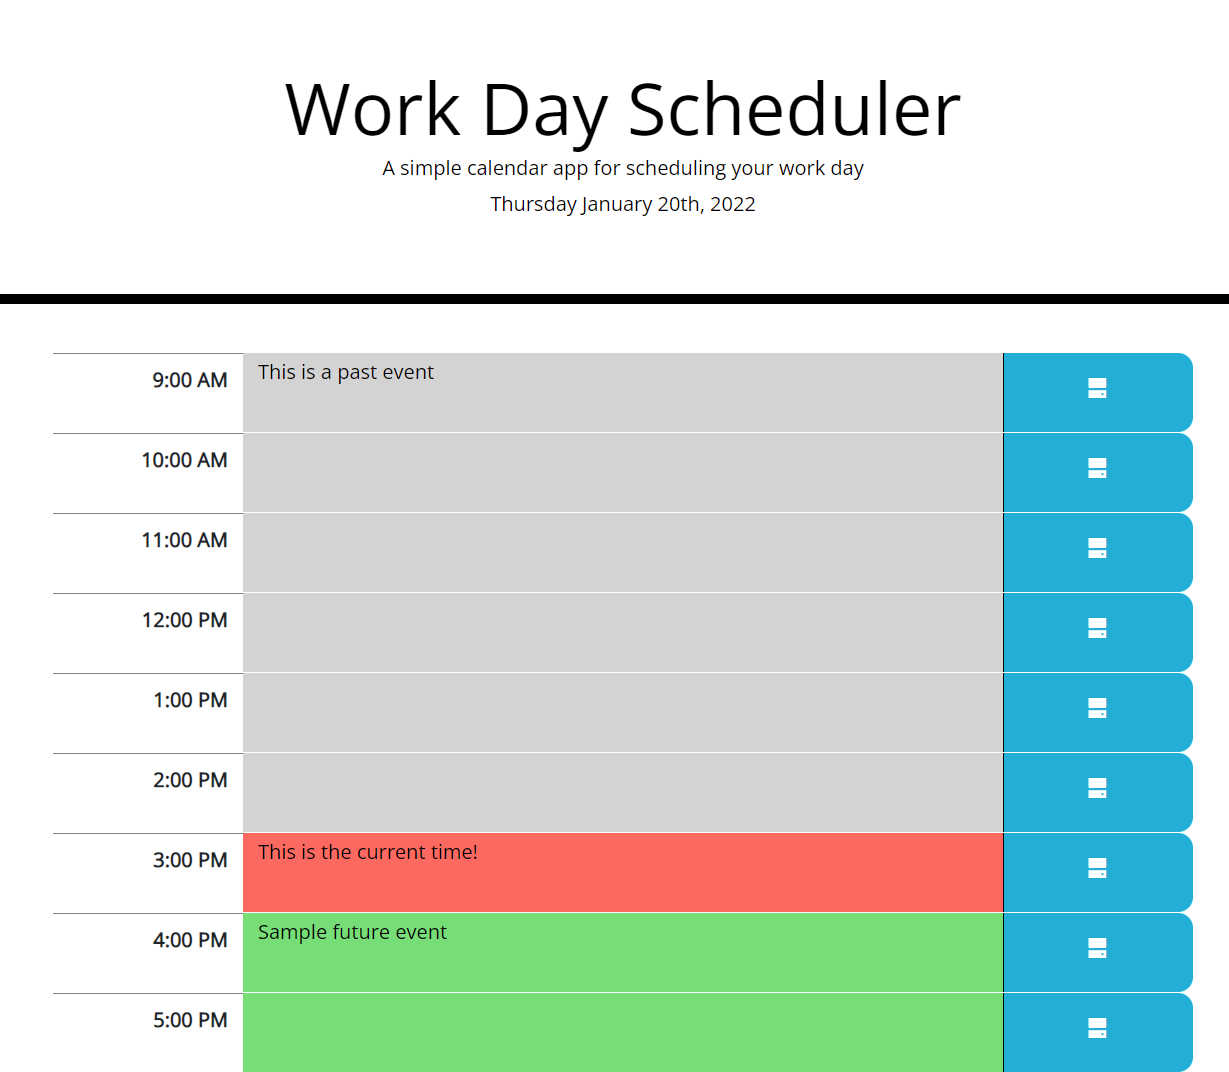 Work Day Scheduler
A simple calendar app for scheduling your work day
Thursday January 20th, 2022
9:00 AM This is a past event
10:00 AM
11:00 AM
12:00 PM
1:00 PM
2:00 PM
3:00 PM This is the current time!
4:00 PM Sample future event
5:00 PM